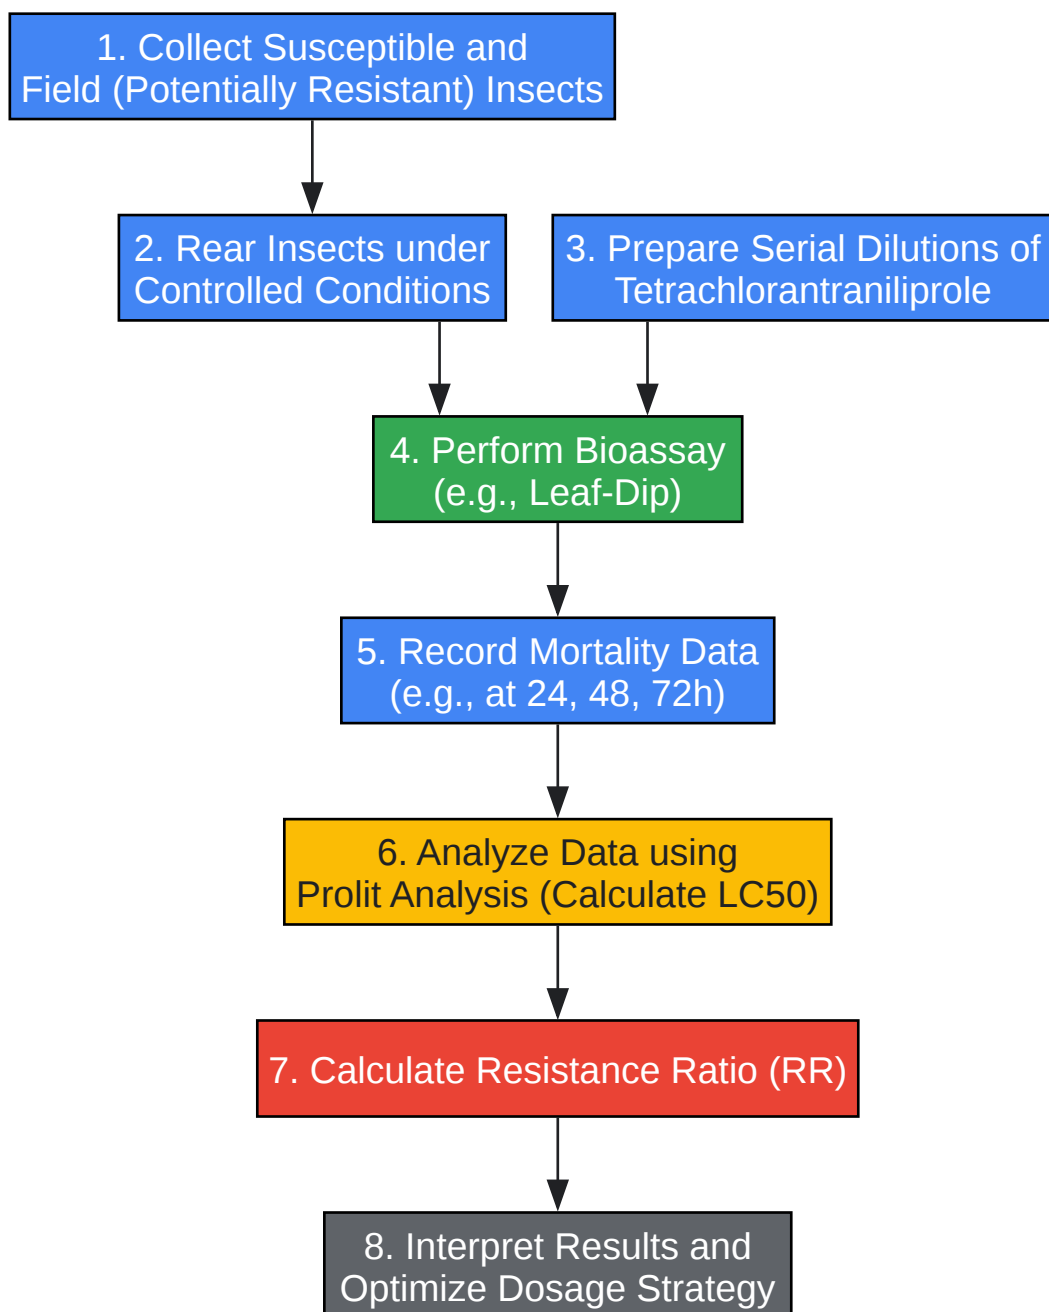 1. Collect Susceptible and
Field (Potentially Resistant) Insects
2. Rear Insects under
Controlled Conditions
3. Prepare Serial Dilutions of
Tetrachlorantraniliprole
4. Perform Bioassay
(e.g., Leaf-Dip)
5. Record Mortality Data
(e.g., at 24, 48, 72h)
6. Analyze Data using
Prolit Analysis (Calculate LC50)
7. Calculate Resistance Ratio (RR)
8. Interpret Results and
Optimize Dosage Strategy